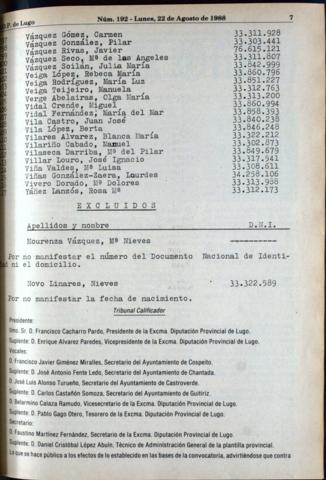 B.O.P. de Lugo Núm. 192 - Lunes, 22 de Agosto de 1988 7
Vázquez Gómez, Carmen 33.311.928
Vázquez González, Pilar 33.303.441
Vázquez Rivas, Javier 76.615.121
Vázquez Seco, Mª de las Angeles 33.311.807
Vázquez Soilan, Julia María 33.842.999
Veiga López, Rebeca María 33.860.796
Veiga Rodríguez, María Luz 33.851.227
Veiga Teijeiro, Manuela 33.312.763
Verge Abelairas, Olga María 33.313.200
Vidal Crende, Miguel 33.860.994
Vidal Fernández, María del Mar 33.858.393
Vila Castro, Juan José 33.840.238
Vila López, Berta 33.846.248
Vilares Alvarez, Blanca María 33.322.212
Vilariño Cabado, Manuel 33.302.873
Vilaseca Darriba, Mª del Pilar 33.849.679
Villar Louro, José Ignacio 33.317.541
Viña Valdés, Mª Luisa 33.308.611
Viñas González-Zaera, Lourdes 34.258.106
Vivero Dorado, Mª Dolores 33.313.988
Yáñez Lanzós, Rosa Mª 33.312.173
E X C L U I D O S
Apellidos y nombre D.N.I.
Mourenza Vázquez, Mª Nieves ----------
Por no manifestar el número del Documento Nacional de Identi-
dad ni el domicilio.
Novo Linares, Nieves 33.322.589
Por no manifestar la fecha de nacimiento.
Tribunal Calificador
Presidente:
Ilmo. Sr. D. Francisco Cacharro Pardo, Presidente de la Excma. Diputación Provincial de Lugo.
Suplente: D. Enrique Alvarez Paredes, Vicepresidente de la Excma. Diputación Provincial de Lugo.
Vocales:
D. Francisco Javier Giménez Miralles, Secretario del Ayuntamiento de Cospeito.
Suplente: D. José Antonio Fente Ledo, Secretario del Ayuntamiento de Chantada.
D. José Luis Alonso Turueño, Secretario del Ayuntamiento de Castroverde.
Suplente: D. Carlos Castañón Somoza, Secretario del Ayuntamiento de Guitiriz.
D. Belarmino Calaza Ramudo, Vicesecretario de la Excma. Diputación Provincial de Lugo.
Suplente: D. Pablo Gago Otero, Tesorero de la Excma. Diputación Provincial de Lugo.
Secretario:
D. Faustino Martínez Fernández, Secretario de la Excma. Diputación Provincial de Lugo.
Suplente: D. Daniel Cristóbal López Abuín, Técnico de Administración General de la plantilla provincial.
Lo que se hace público a los efectos de lo establecido en las bases de la convocatoria, advirtiéndose que contra